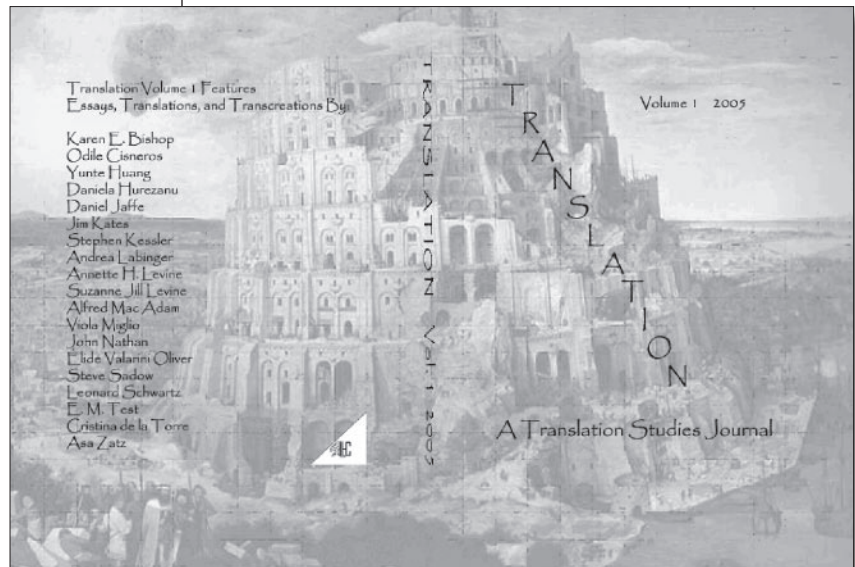 Translation Volume 1 Features
Essays, Translations, and Transcreations By:
Karen E. Bishop
Odile Cisneros
Yunte Huang
Daniela Hurezanu
Daniel Jaffe
Jim Kates
Stephen Kessler
Andrea Labinger
Annette H. Levine
Suzanne Jill Levine
Alfred Mac Adam
Viola Miglio
John Nathan
Elide Valarini Oliver
Steve Sadow
Leonard Schwartz
E. M. Test
Cristina de la Torre
Asa Zatz
TRANSLATION Vol. 1 2005
Volume 1 2005
TRANSLATION
A Translation Studies Journal